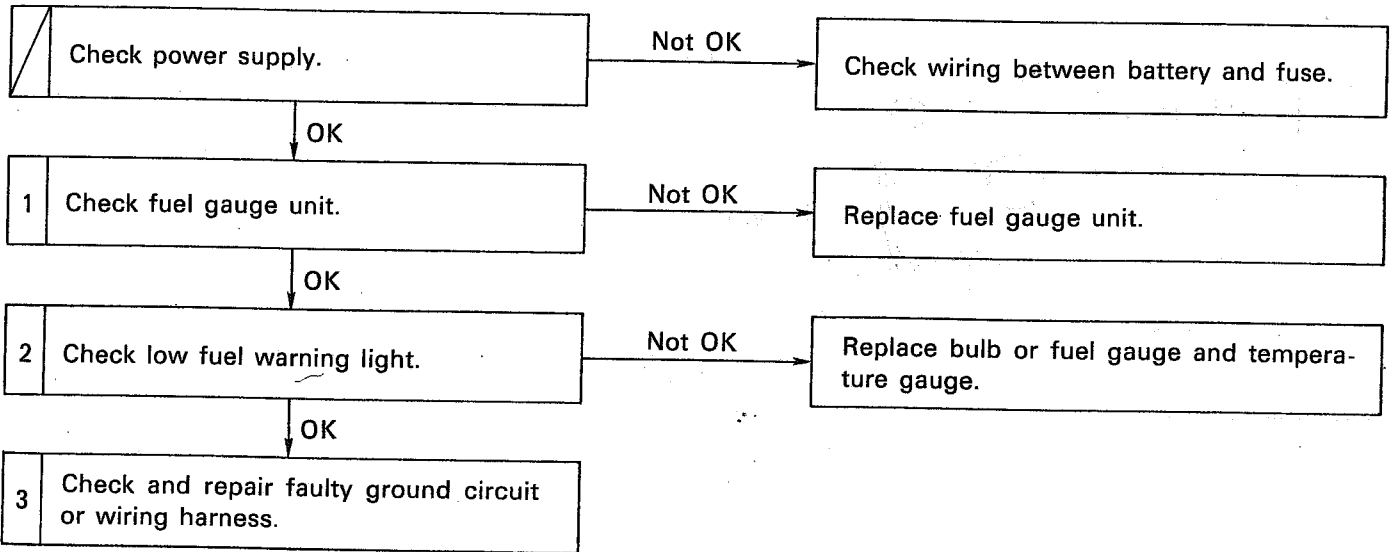 Check power supply.
Not OK
Check wiring between battery and fuse.
OK
1
Check fuel gauge unit.
Not OK
Replace fuel gauge unit.
OK
2
Check low fuel warning light.
Not OK
Replace bulb or fuel gauge and tempera-
ture gauge.
OK
3
Check and repair faulty ground circuit
or wiring harness.